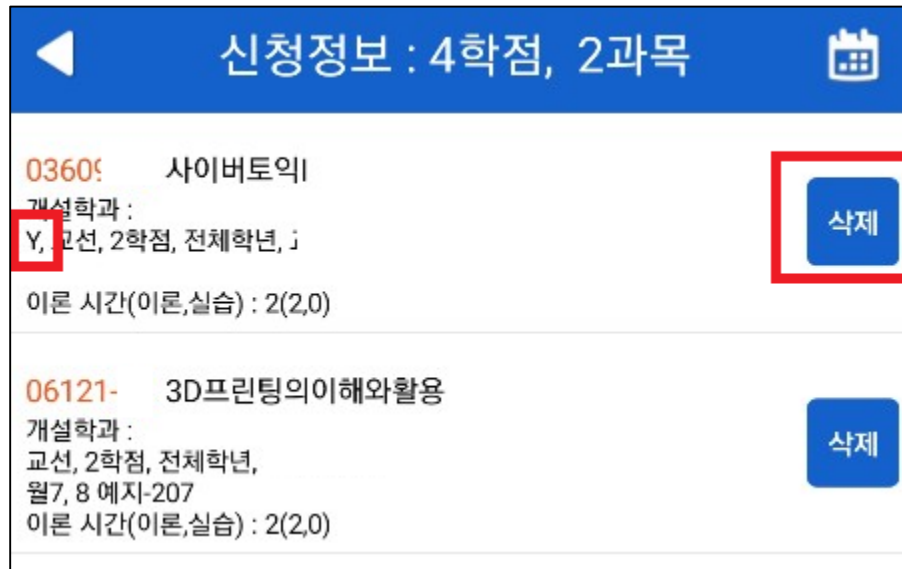 신청정보 : 4학점, 2과목
03609 사이버토익I
개설학과 :
Y, 교선, 2학점, 전체학년,
삭제
이론 시간(이론,실습) : 2(2,0)
06121- 3D프린팅의이해와활용
개설학과 :
교선, 2학점, 전체학년,
삭제
월7, 8 예지-207
이론 시간(이론,실습) : 2(2,0)